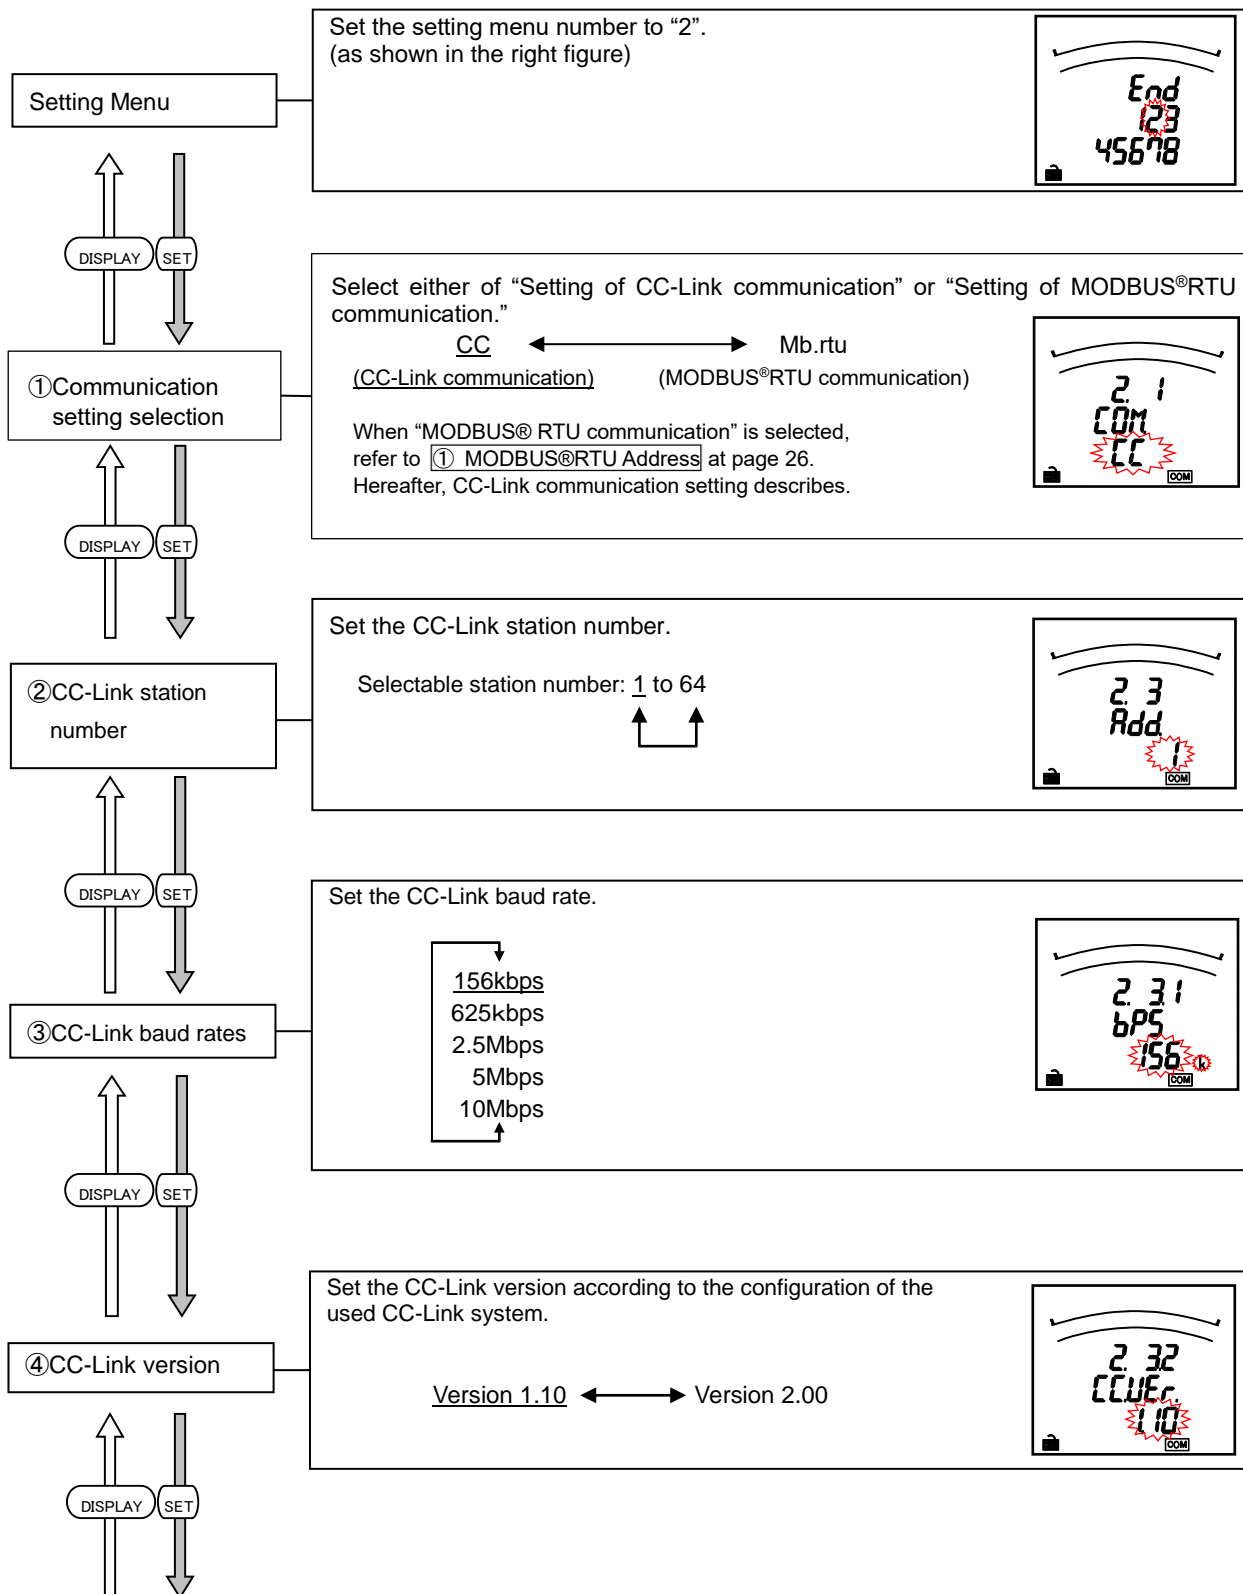 Set the setting menu number to “2”.
(as shown in the right figure)
Setting Menu
End
123
45678
DISPLAY SET
Select either of “Setting of CC-Link communication” or “Setting of MODBUS®RTU
communication.”
CC Mb.rtu
(CC-Link communication) (MODBUS®RTU communication)
①Communication
setting selection
When “MODBUS® RTU communication” is selected,
refer to ① MODBUS®RTU Address at page 26.
Hereafter, CC-Link communication setting describes.
2. 1
COM
CC
COM
DISPLAY SET
Set the CC-Link station number.
②CC-Link station
number
Selectable station number: 1 to 64
2. 3
Add.
1
COM
DISPLAY SET
Set the CC-Link baud rate.
156kbps
625kbps
2.5Mbps
5Mbps
10Mbps
③CC-Link baud rates
2. 3.1
bPS
156 k
COM
DISPLAY SET
Set the CC-Link version according to the configuration of the
used CC-Link system.
④CC-Link version
Version 1.10 Version 2.00
2. 3.2
CC.VEr.
1.10
COM
DISPLAY SET